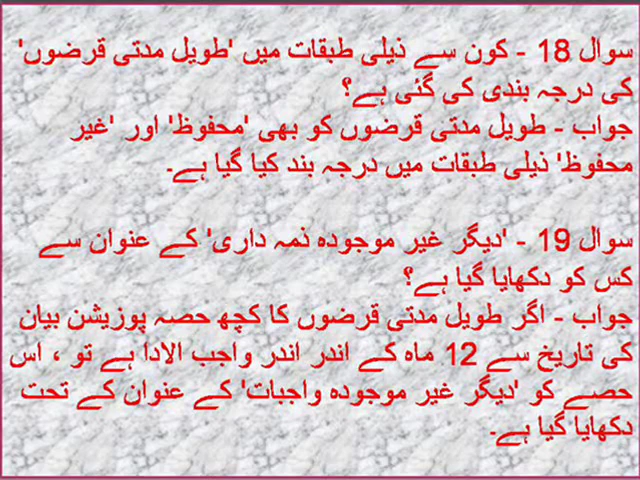 سوال 18 - کون سے ذیلی طبقات میں 'طویل مدتی قرضوں'
کی درجہ بندی کی گئی ہے؟
جواب - طویل مدتی قرضوں کو بھی 'محفوظ' اور 'غیر
محفوظ' ذیلی طبقات میں درجہ بند کیا گیا ہے۔
سوال 19 - 'دیگر غیر موجودہ ذمہ داری' کے عنوان سے
کس کو دکھایا گیا ہے؟
جواب - اگر طویل مدتی قرضوں کا کچھ حصہ پوزیشن بیان
کی تاریخ سے 12 ماہ کے اندر اندر واجب الادا ہے تو ، اس
حصے کو 'دیگر غیر موجودہ واجبات' کے عنوان کے تحت
دکھایا گیا ہے۔